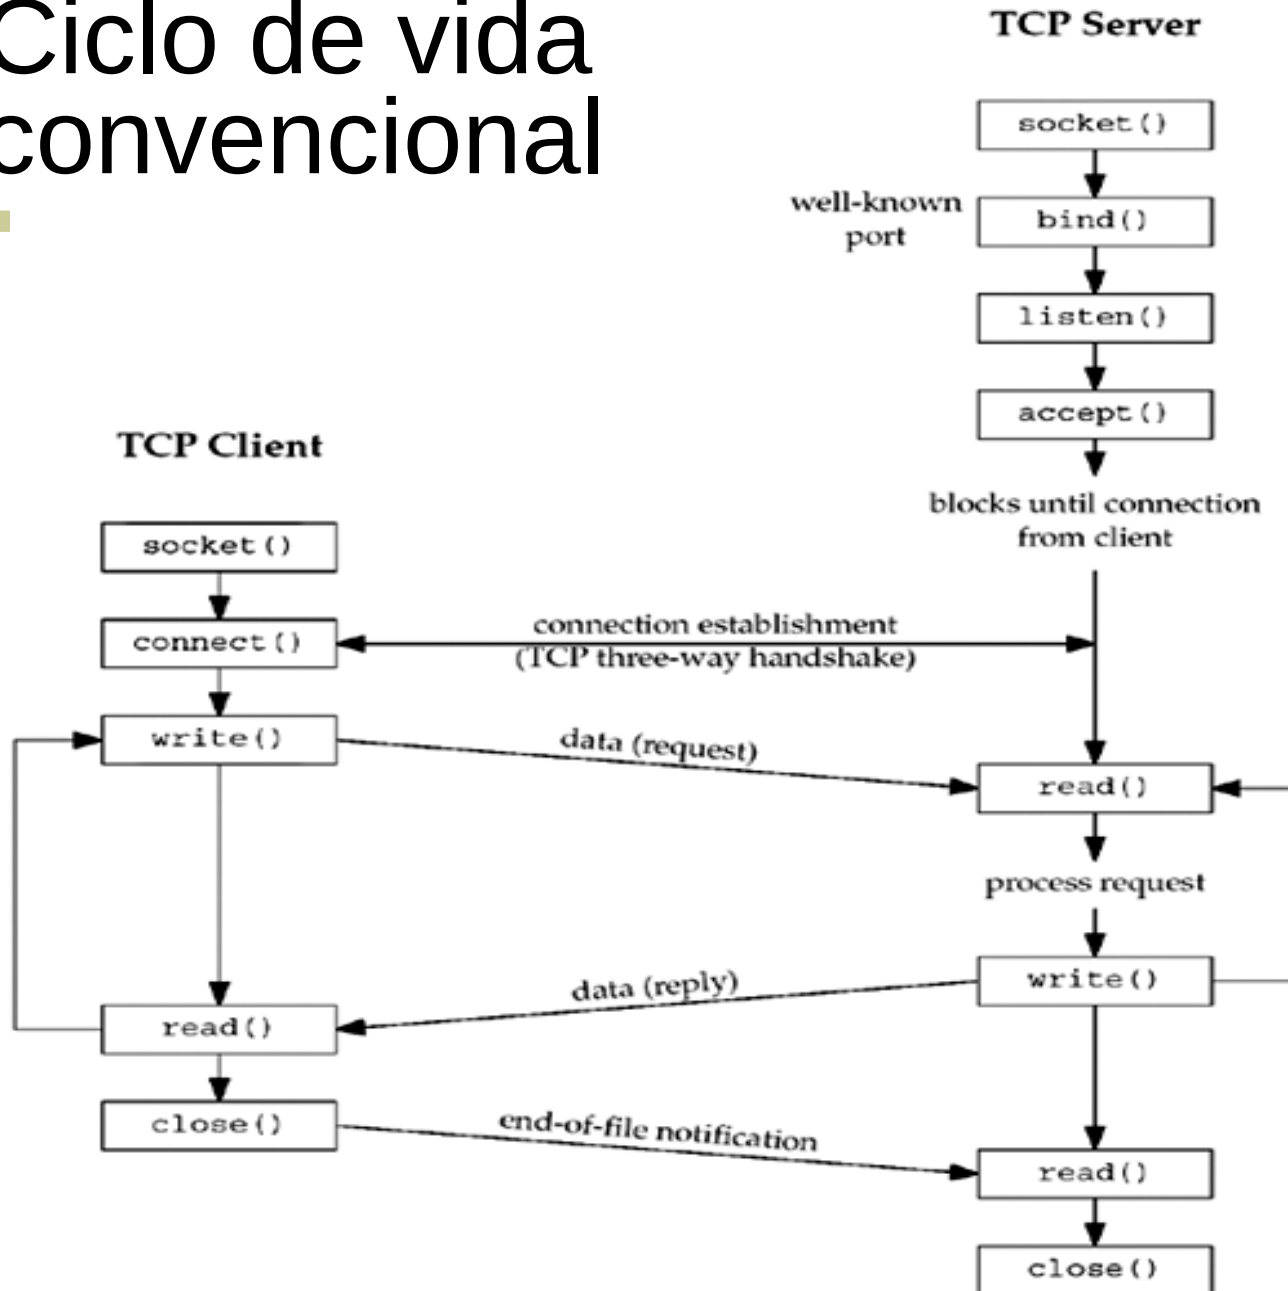 Ciclo de vida
convencional
TCP Server
socket()
well-known
port
bind()
listen()
accept()
blocks until connection
from client
TCP Client
socket()
connect()
connection establishment
(TCP three-way handshake)
write()
data (request)
read()
process request
write()
data (reply)
read()
close()
end-of-file notification
read()
close()